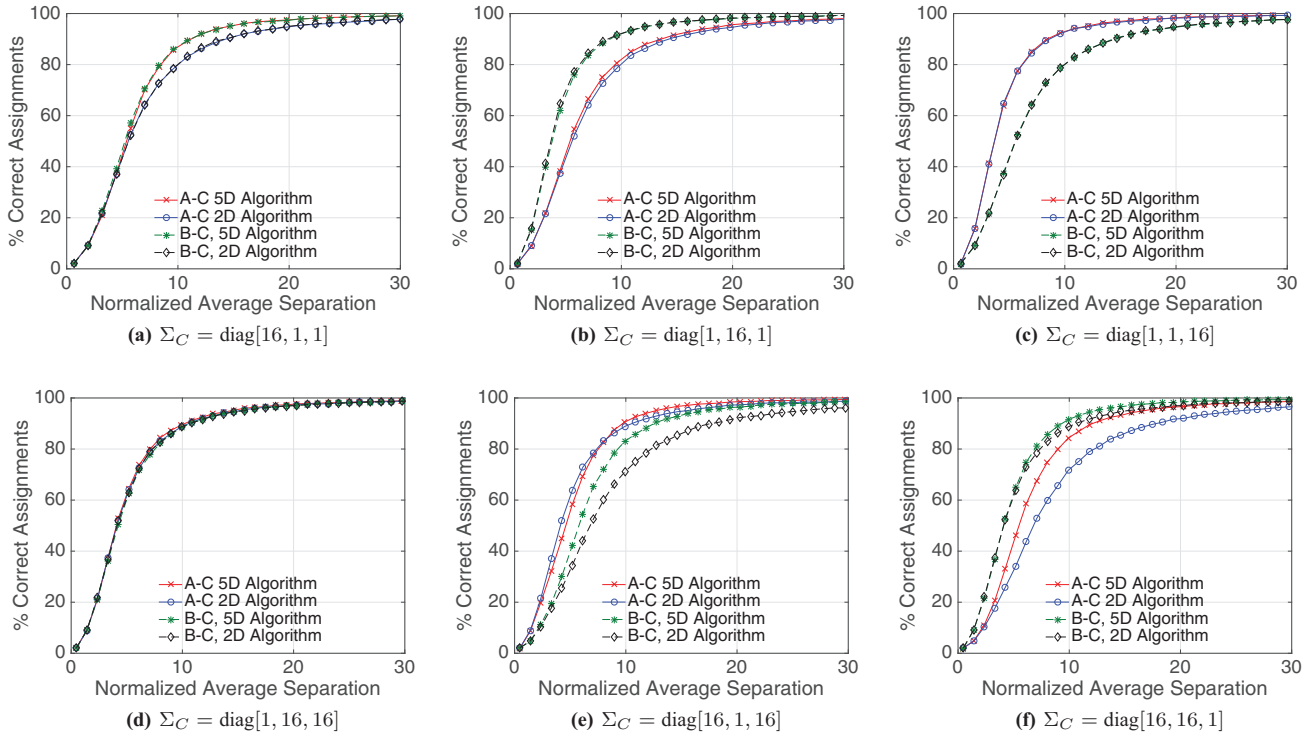 100
80
60
40
20
0
% Correct Assignments
A-C 5D Algorithm
A-C 2D Algorithm
B-C, 5D Algorithm
B-C, 2D Algorithm
0 10 20 30
Normalized Average Separation
(a) Σ_C = diag[16, 1, 1]
100
80
60
40
20
0
% Correct Assignments
A-C 5D Algorithm
A-C 2D Algorithm
B-C, 5D Algorithm
B-C, 2D Algorithm
0 10 20 30
Normalized Average Separation
(b) Σ_C = diag[1, 16, 1]
100
80
60
40
20
0
% Correct Assignments
A-C 5D Algorithm
A-C 2D Algorithm
B-C, 5D Algorithm
B-C, 2D Algorithm
0 10 20 30
Normalized Average Separation
(c) Σ_C = diag[1, 1, 16]
100
80
60
40
20
0
% Correct Assignments
A-C 5D Algorithm
A-C 2D Algorithm
B-C, 5D Algorithm
B-C, 2D Algorithm
0 10 20 30
Normalized Average Separation
(d) Σ_C = diag[1, 16, 16]
100
80
60
40
20
0
% Correct Assignments
A-C 5D Algorithm
A-C 2D Algorithm
B-C, 5D Algorithm
B-C, 2D Algorithm
0 10 20 30
Normalized Average Separation
(e) Σ_C = diag[16, 1, 16]
100
80
60
40
20
0
% Correct Assignments
A-C 5D Algorithm
A-C 2D Algorithm
B-C, 5D Algorithm
B-C, 2D Algorithm
0 10 20 30
Normalized Average Separation
(f) Σ_C = diag[16, 16, 1]